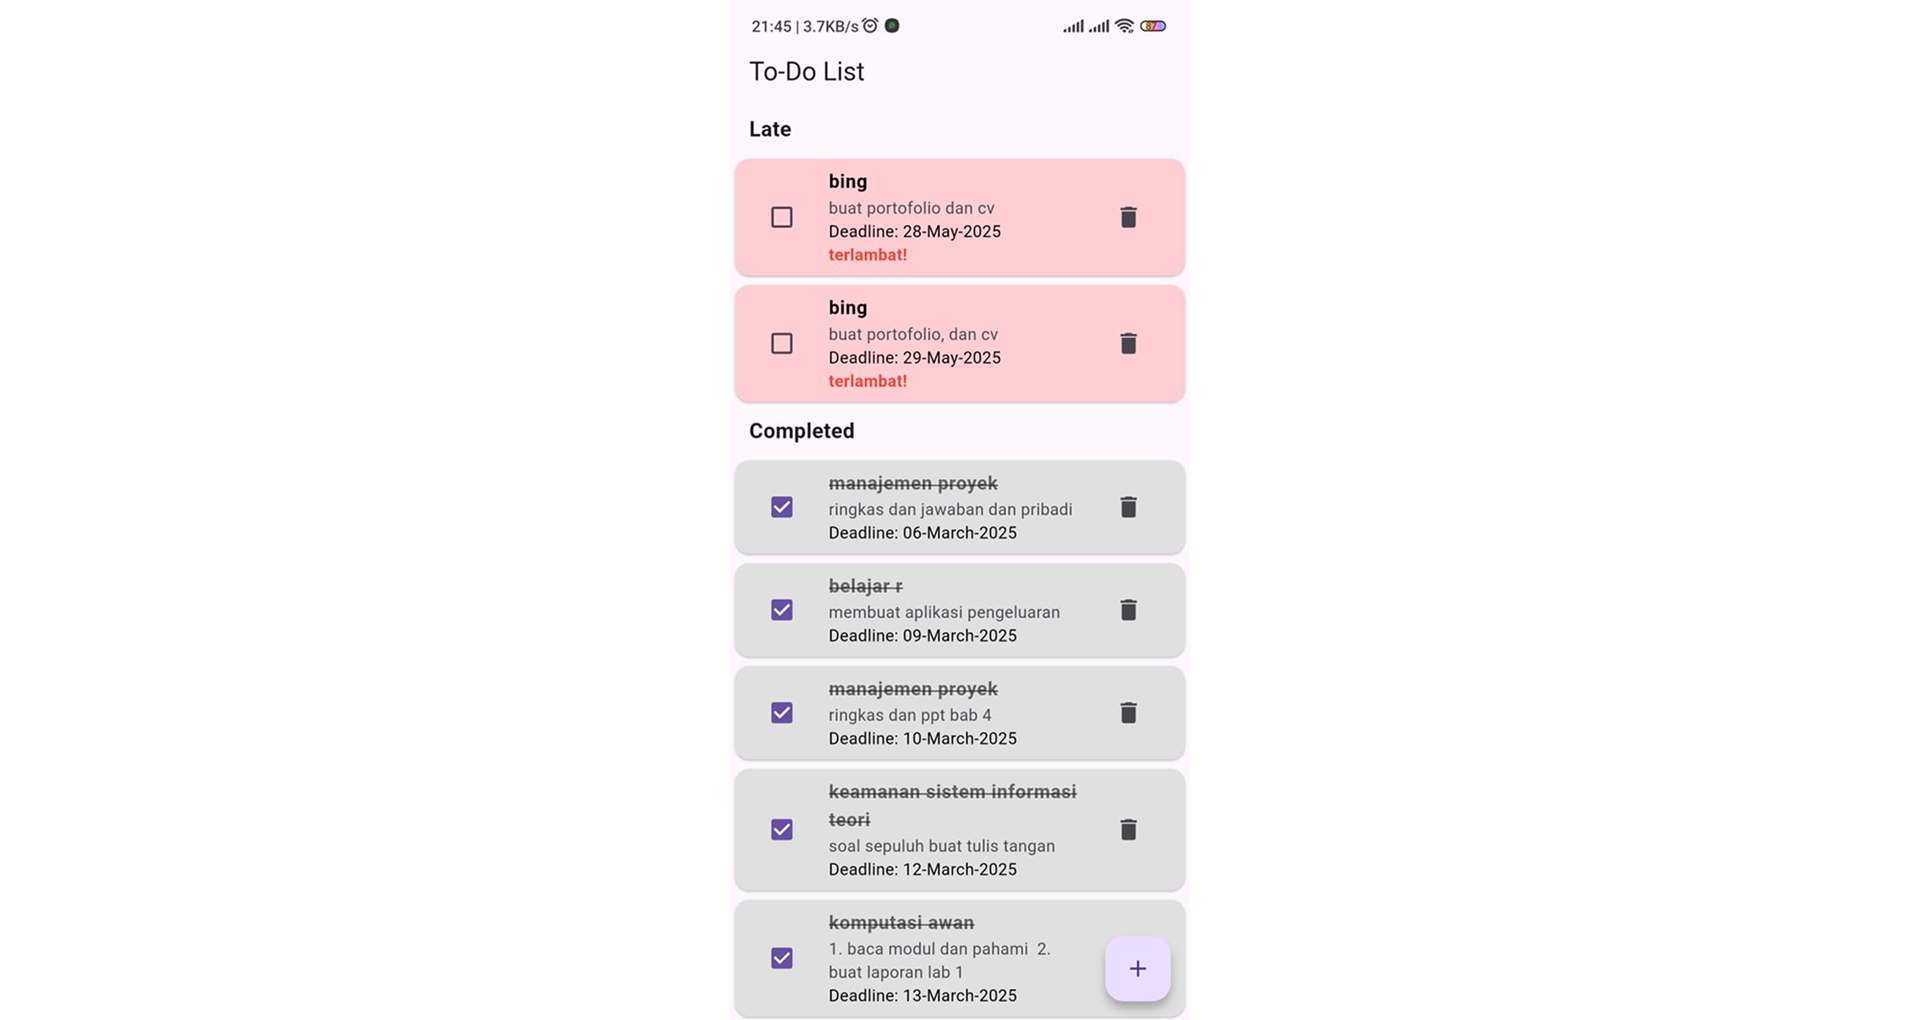 21:45 | 3.7KB/s
87
To-Do List
Late
bing
buat portofolio dan cv
Deadline: 28-May-2025
terlambat!
bing
buat portofolio, dan cv
Deadline: 29-May-2025
terlambat!
Completed
manajemen proyek
ringkas dan jawaban dan pribadi
Deadline: 06-March-2025
belajar r
membuat aplikasi pengeluaran
Deadline: 09-March-2025
manajemen proyek
ringkas dan ppt bab 4
Deadline: 10-March-2025
keamanan sistem informasi
teori
soal sepuluh buat tulis tangan
Deadline: 12-March-2025
komputasi awan
1. baca modul dan pahami  2.
buat laporan lab 1
Deadline: 13-March-2025
+